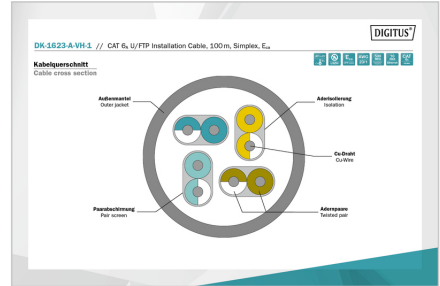 DIGITUS®
DK-1623-A-VH-1 // CAT 6A U/FTP Installation Cable, 100 m, Simplex, Eca
Kabelquerschnitt
Cable cross section
Außenmantel
Outer jacket
Aderisolierung
Isolation
Cu-Draht
Cu-Wire
Paarabschirmung
Pair screen
Adernpaare
Twisted pair